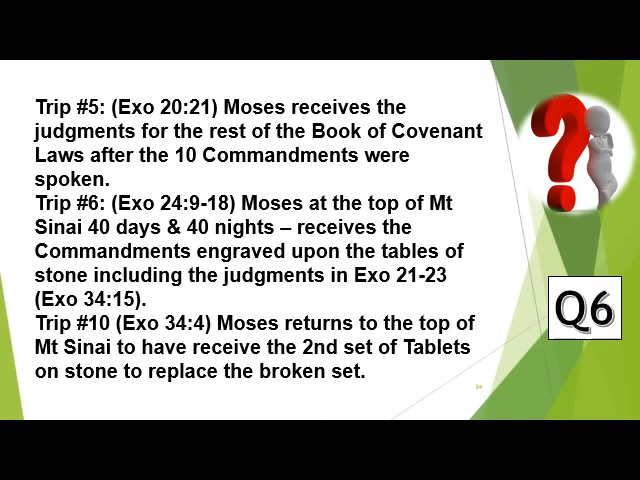 Trip #5: (Exo 20:21) Moses receives the
judgments for the rest of the Book of Covenant
Laws after the 10 Commandments were
spoken.
Trip #6: (Exo 24:9-18) Moses at the top of Mt
Sinai 40 days & 40 nights – receives the
Commandments engraved upon the tables of
stone including the judgments in Exo 21-23
(Exo 34:15).
Trip #10 (Exo 34:4) Moses returns to the top of
Mt Sinai to have receive the 2nd set of Tablets
on stone to replace the broken set.
?
Q6
24